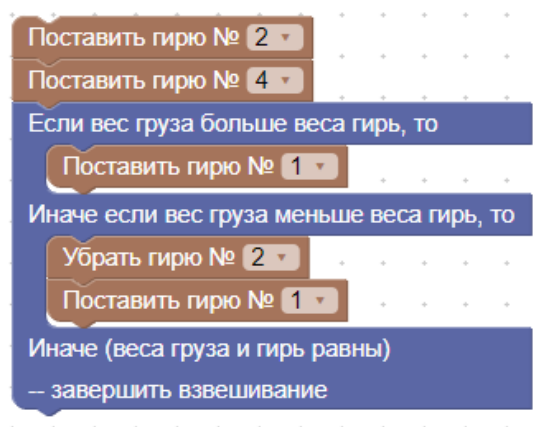 Поставить гирю № 2
Поставить гирю № 4
Если вес груза больше веса гирь, то
Поставить гирю № 1
Иначе если вес груза меньше веса гирь, то
Убрать гирю № 2
Поставить гирю № 1
Иначе (веса груза и гирь равны)
-- завершить взвешивание